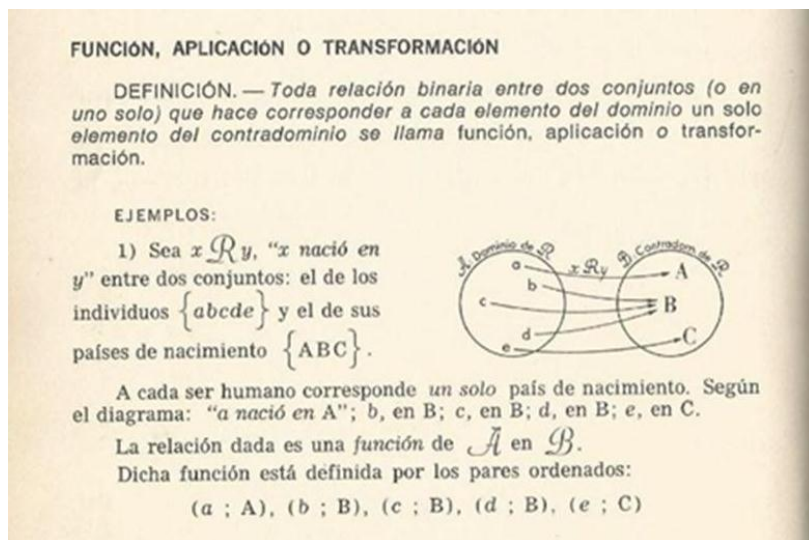 FUNCIÓN, APLICACIÓN O TRANSFORMACIÓN
DEFINICIÓN. — Toda relación binaria entre dos conjuntos (o en
uno solo) que hace corresponder a cada elemento del dominio un solo
elemento del contradominio se llama función, aplicación o transfor-
mación.
EJEMPLOS:
1) Sea x R y, “x nació en
y” entre dos conjuntos: el de los
individuos {abcde} y el de sus
países de nacimiento {ABC}.
A. Dominio de R
B. Contradom. de R.
x R y
a
b
c
d
e
A
B
C
A cada ser humano corresponde un solo país de nacimiento. Según
el diagrama: “a nació en A”; b, en B; c, en B; d, en B; e, en C.
La relación dada es una función de A en B.
Dicha función está definida por los pares ordenados:
(a ; A), (b ; B), (c ; B), (d ; B), (e ; C)